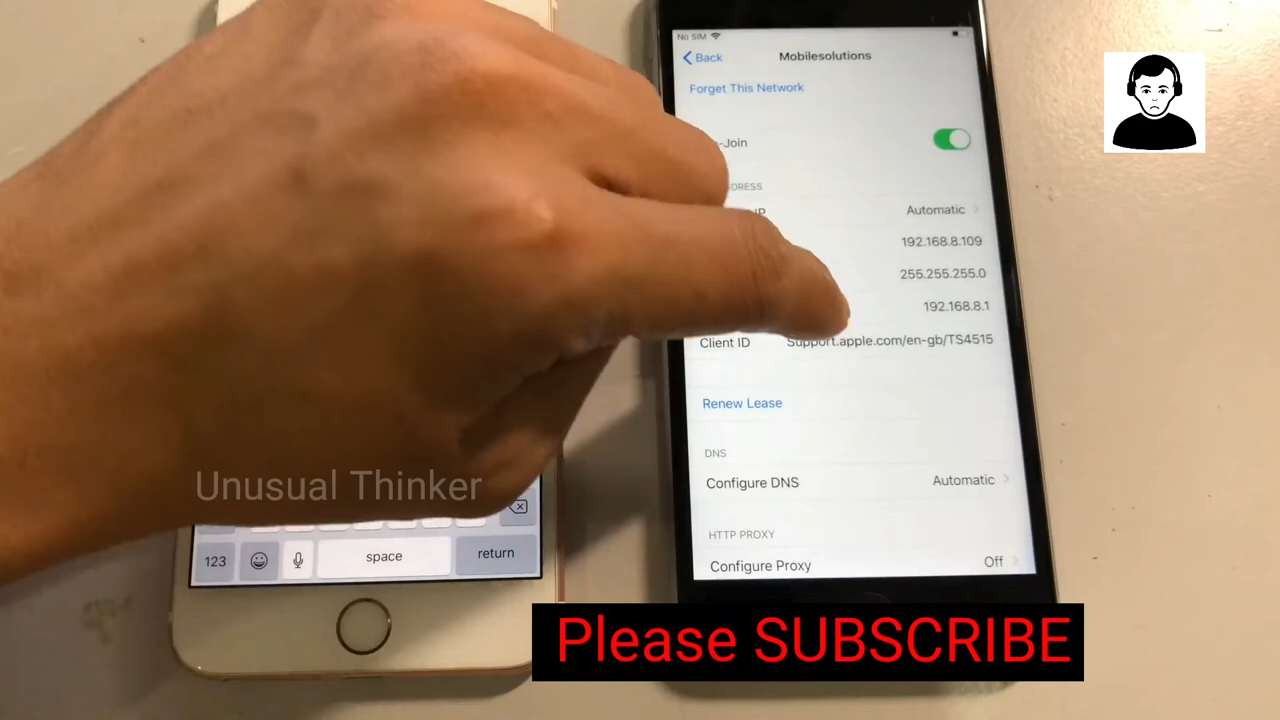 No SIM
Back
Mobilesolutions
Forget This Network
-Join
DRESS
IP
Automatic
192.168.8.109
255.255.255.0
192.168.8.1
Client ID
Support.apple.com/en-gb/TS4515
Renew Lease
DNS
Configure DNS
Automatic
HTTP PROXY
Configure Proxy
Off
Unusual Thinker
123
space
return
Please SUBSCRIBE